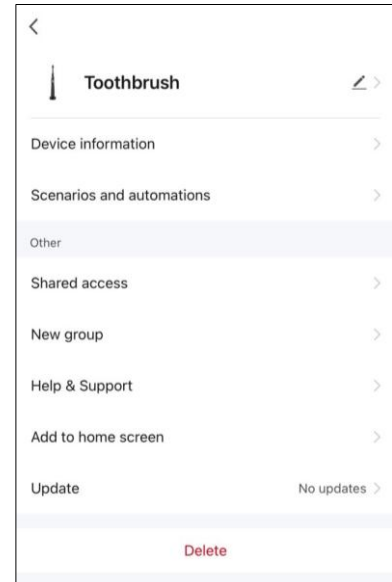 Toothbrush
Device information
Scenarios and automations
Other
Shared access
New group
Help & Support
Add to home screen
Update No updates
Delete